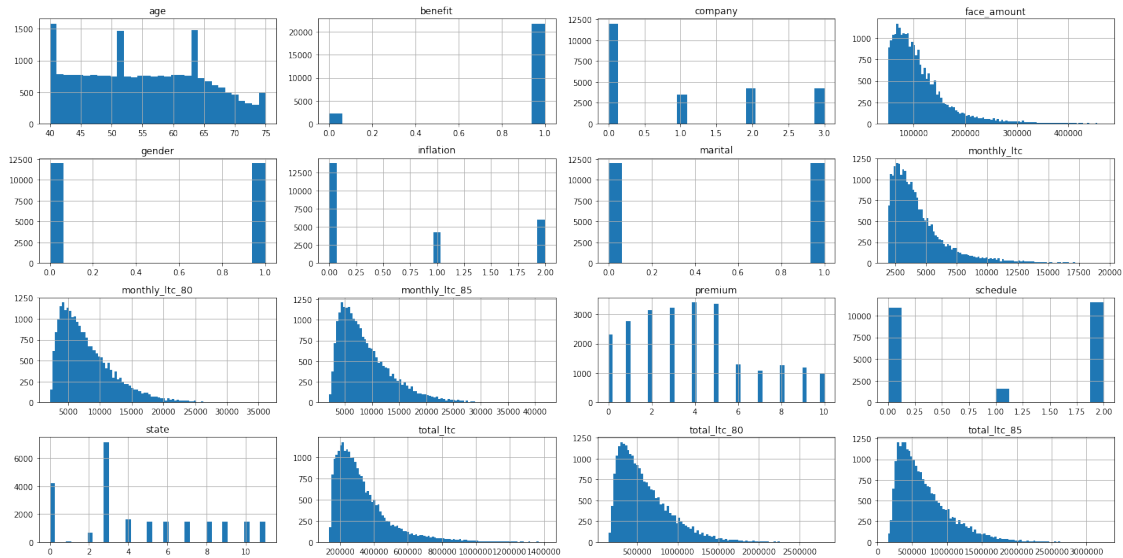 age
1500
1000
500
0
40 45 50 55 60 65 70 75
benefit
20000
15000
10000
5000
0
0.0 0.2 0.4 0.6 0.8 1.0
company
12500
10000
7500
5000
2500
0
0.0 0.5 1.0 1.5 2.0 2.5 3.0
face_amount
1250
1000
750
500
250
0
100000 200000 300000 400000
gender
12500
10000
7500
5000
2500
0
0.0 0.2 0.4 0.6 0.8 1.0
inflation
12500
10000
7500
5000
2500
0
0.00 0.25 0.50 0.75 1.00 1.25 1.50 1.75 2.00
marital
12500
10000
7500
5000
2500
0
0.0 0.2 0.4 0.6 0.8 1.0
monthly_ltc
1250
1000
750
500
250
0
2500 5000 7500 10000 12500 15000 17500 20000
monthly_ltc_80
1250
1000
750
500
250
0
5000 10000 15000 20000 25000 30000 35000
monthly_ltc_85
1250
1000
750
500
250
0
5000 10000 15000 20000 25000 30000 35000 40000
premium
3000
2000
1000
0
0 2 4 6 8 10
schedule
10000
7500
5000
2500
0
0.00 0.25 0.50 0.75 1.00 1.25 1.50 1.75 2.00
state
6000
4000
2000
0
0 2 4 6 8 10
total_ltc
1000
750
500
250
0
200000 400000 600000 800000 1000000 1200000 1400000
total_ltc_80
1250
1000
750
500
250
0
500000 1000000 1500000 2000000 2500000
total_ltc_85
1250
1000
750
500
250
0
500000 1000000 1500000 2000000 2500000 3000000